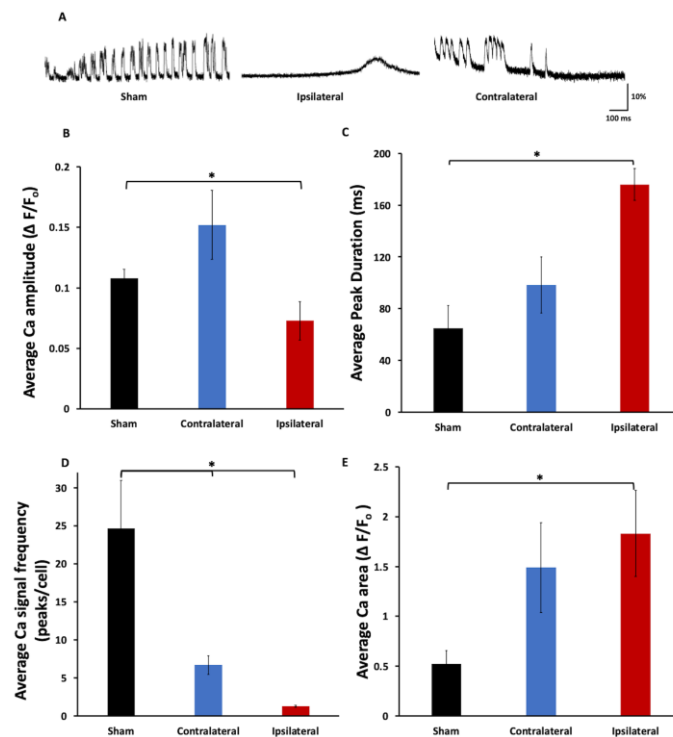 A
Sham
Ipsilateral
Contralateral
10%
100 ms
B
Average Ca amplitude (Δ F/Fo)
0.2
0.15
0.1
0.05
0
*
Sham
Contralateral
Ipsilateral
C
Average Peak Duration (ms)
200
160
120
80
40
0
*
Sham
Contralateral
Ipsilateral
D
Average Ca signal frequency
(peaks/cell)
30
25
20
15
10
5
0
*
Sham
Contralateral
Ipsilateral
E
Average Ca area (Δ F/Fo )
2.5
2
1.5
1
0.5
0
*
Sham
Contralateral
Ipsilateral